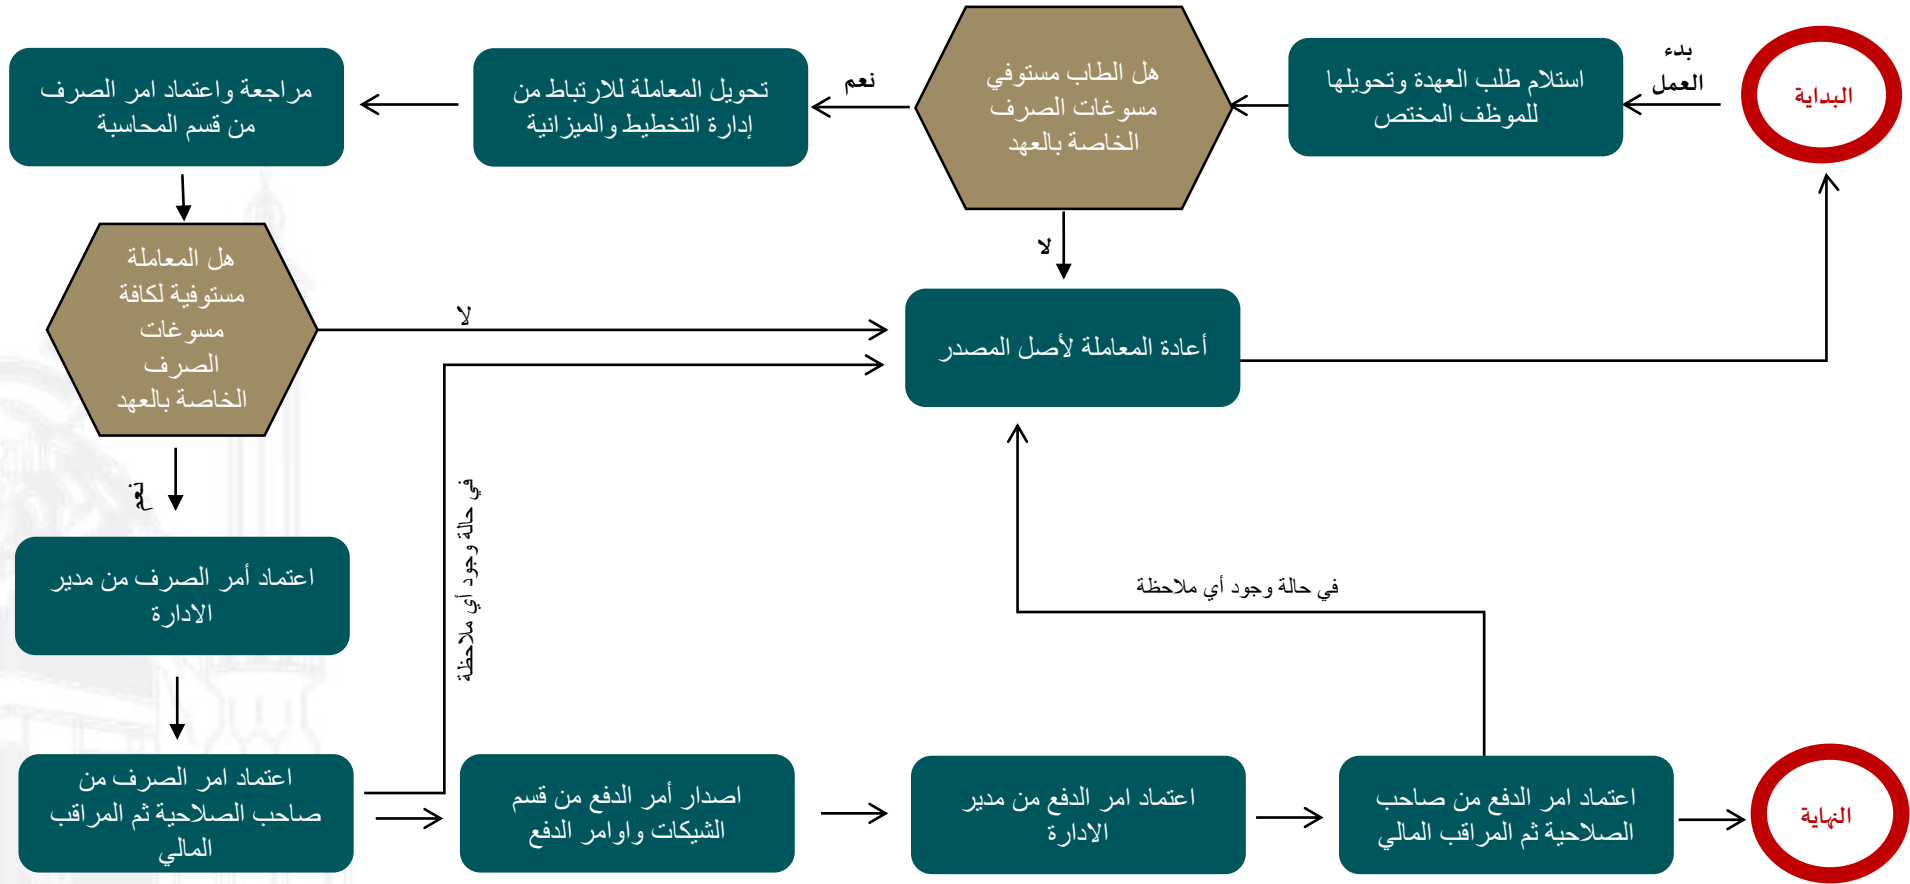 البداية
بدء
العمل
استلام طلب العهدة وتحويلها
للموظف المختص
هل الطاب مستوفي
مسوغات الصرف
الخاصة بالعهد
نعم
تحويل المعاملة للارتباط من
إدارة التخطيط والميزانية
مراجعة واعتماد امر الصرف
من قسم المحاسبة
لا
هل المعاملة
مستوفية لكافة
مسوغات
الصرف
الخاصة بالعهد
لا
أعادة المعاملة لأصل المصدر
نعم
في حالة وجود أي ملاحظة
اعتماد أمر الصرف من مدير
الادارة
في حالة وجود أي ملاحظة
اعتماد امر الصرف من
صاحب الصلاحية ثم المراقب
المالي
اصدار أمر الدفع من قسم
الشيكات واوامر الدفع
اعتماد امر الدفع من مدير
الادارة
اعتماد امر الدفع من صاحب
الصلاحية ثم المراقب المالي
النهاية